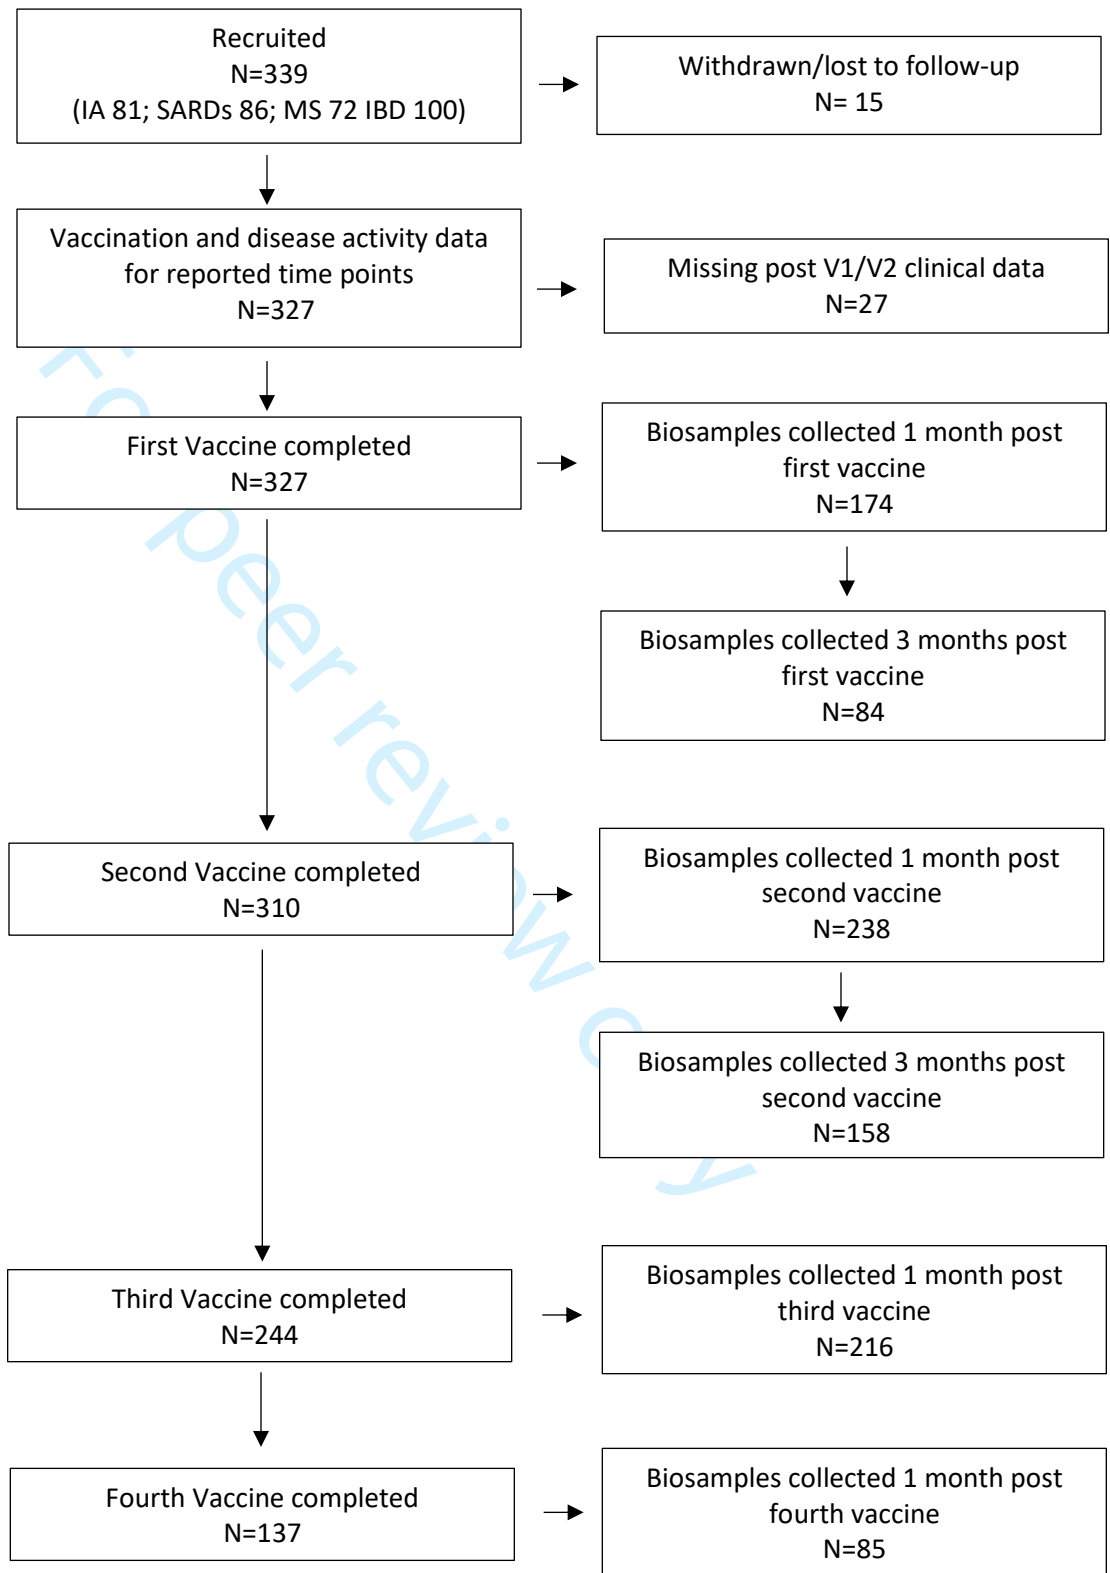 Recruited
N=339
(IA 81; SARDs 86; MS 72 IBD 100)
Withdrawn/lost to follow-up
N= 15
Vaccination and disease activity data
for reported time points
N=327
Missing post V1/V2 clinical data
N=27
First Vaccine completed
N=327
Biosamples collected 1 month post
first vaccine
N=174
Biosamples collected 3 months post
first vaccine
N=84
Second Vaccine completed
N=310
Biosamples collected 1 month post
second vaccine
N=238
Biosamples collected 3 months post
second vaccine
N=158
Third Vaccine completed
N=244
Biosamples collected 1 month post
third vaccine
N=216
Fourth Vaccine completed
N=137
Biosamples collected 1 month post
fourth vaccine
N=85
For peer review only